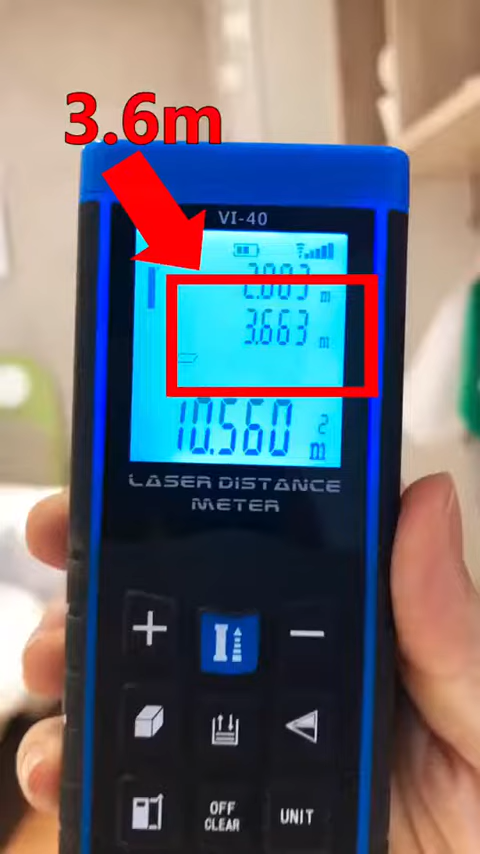 3.6m
VI-40
2.883 m
3.663 m
10.560 m2
LASER DISTANCE
METER
+
−
OFF
CLEAR
UNIT